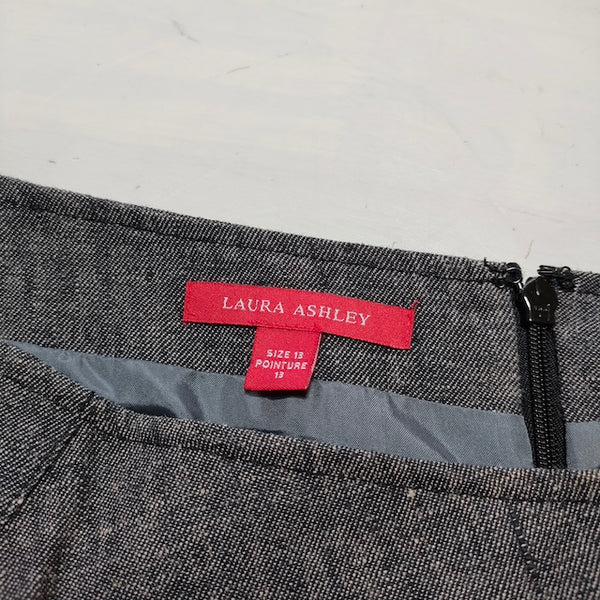 LAURA ASHLEY
SIZE 13
POINTURE
13